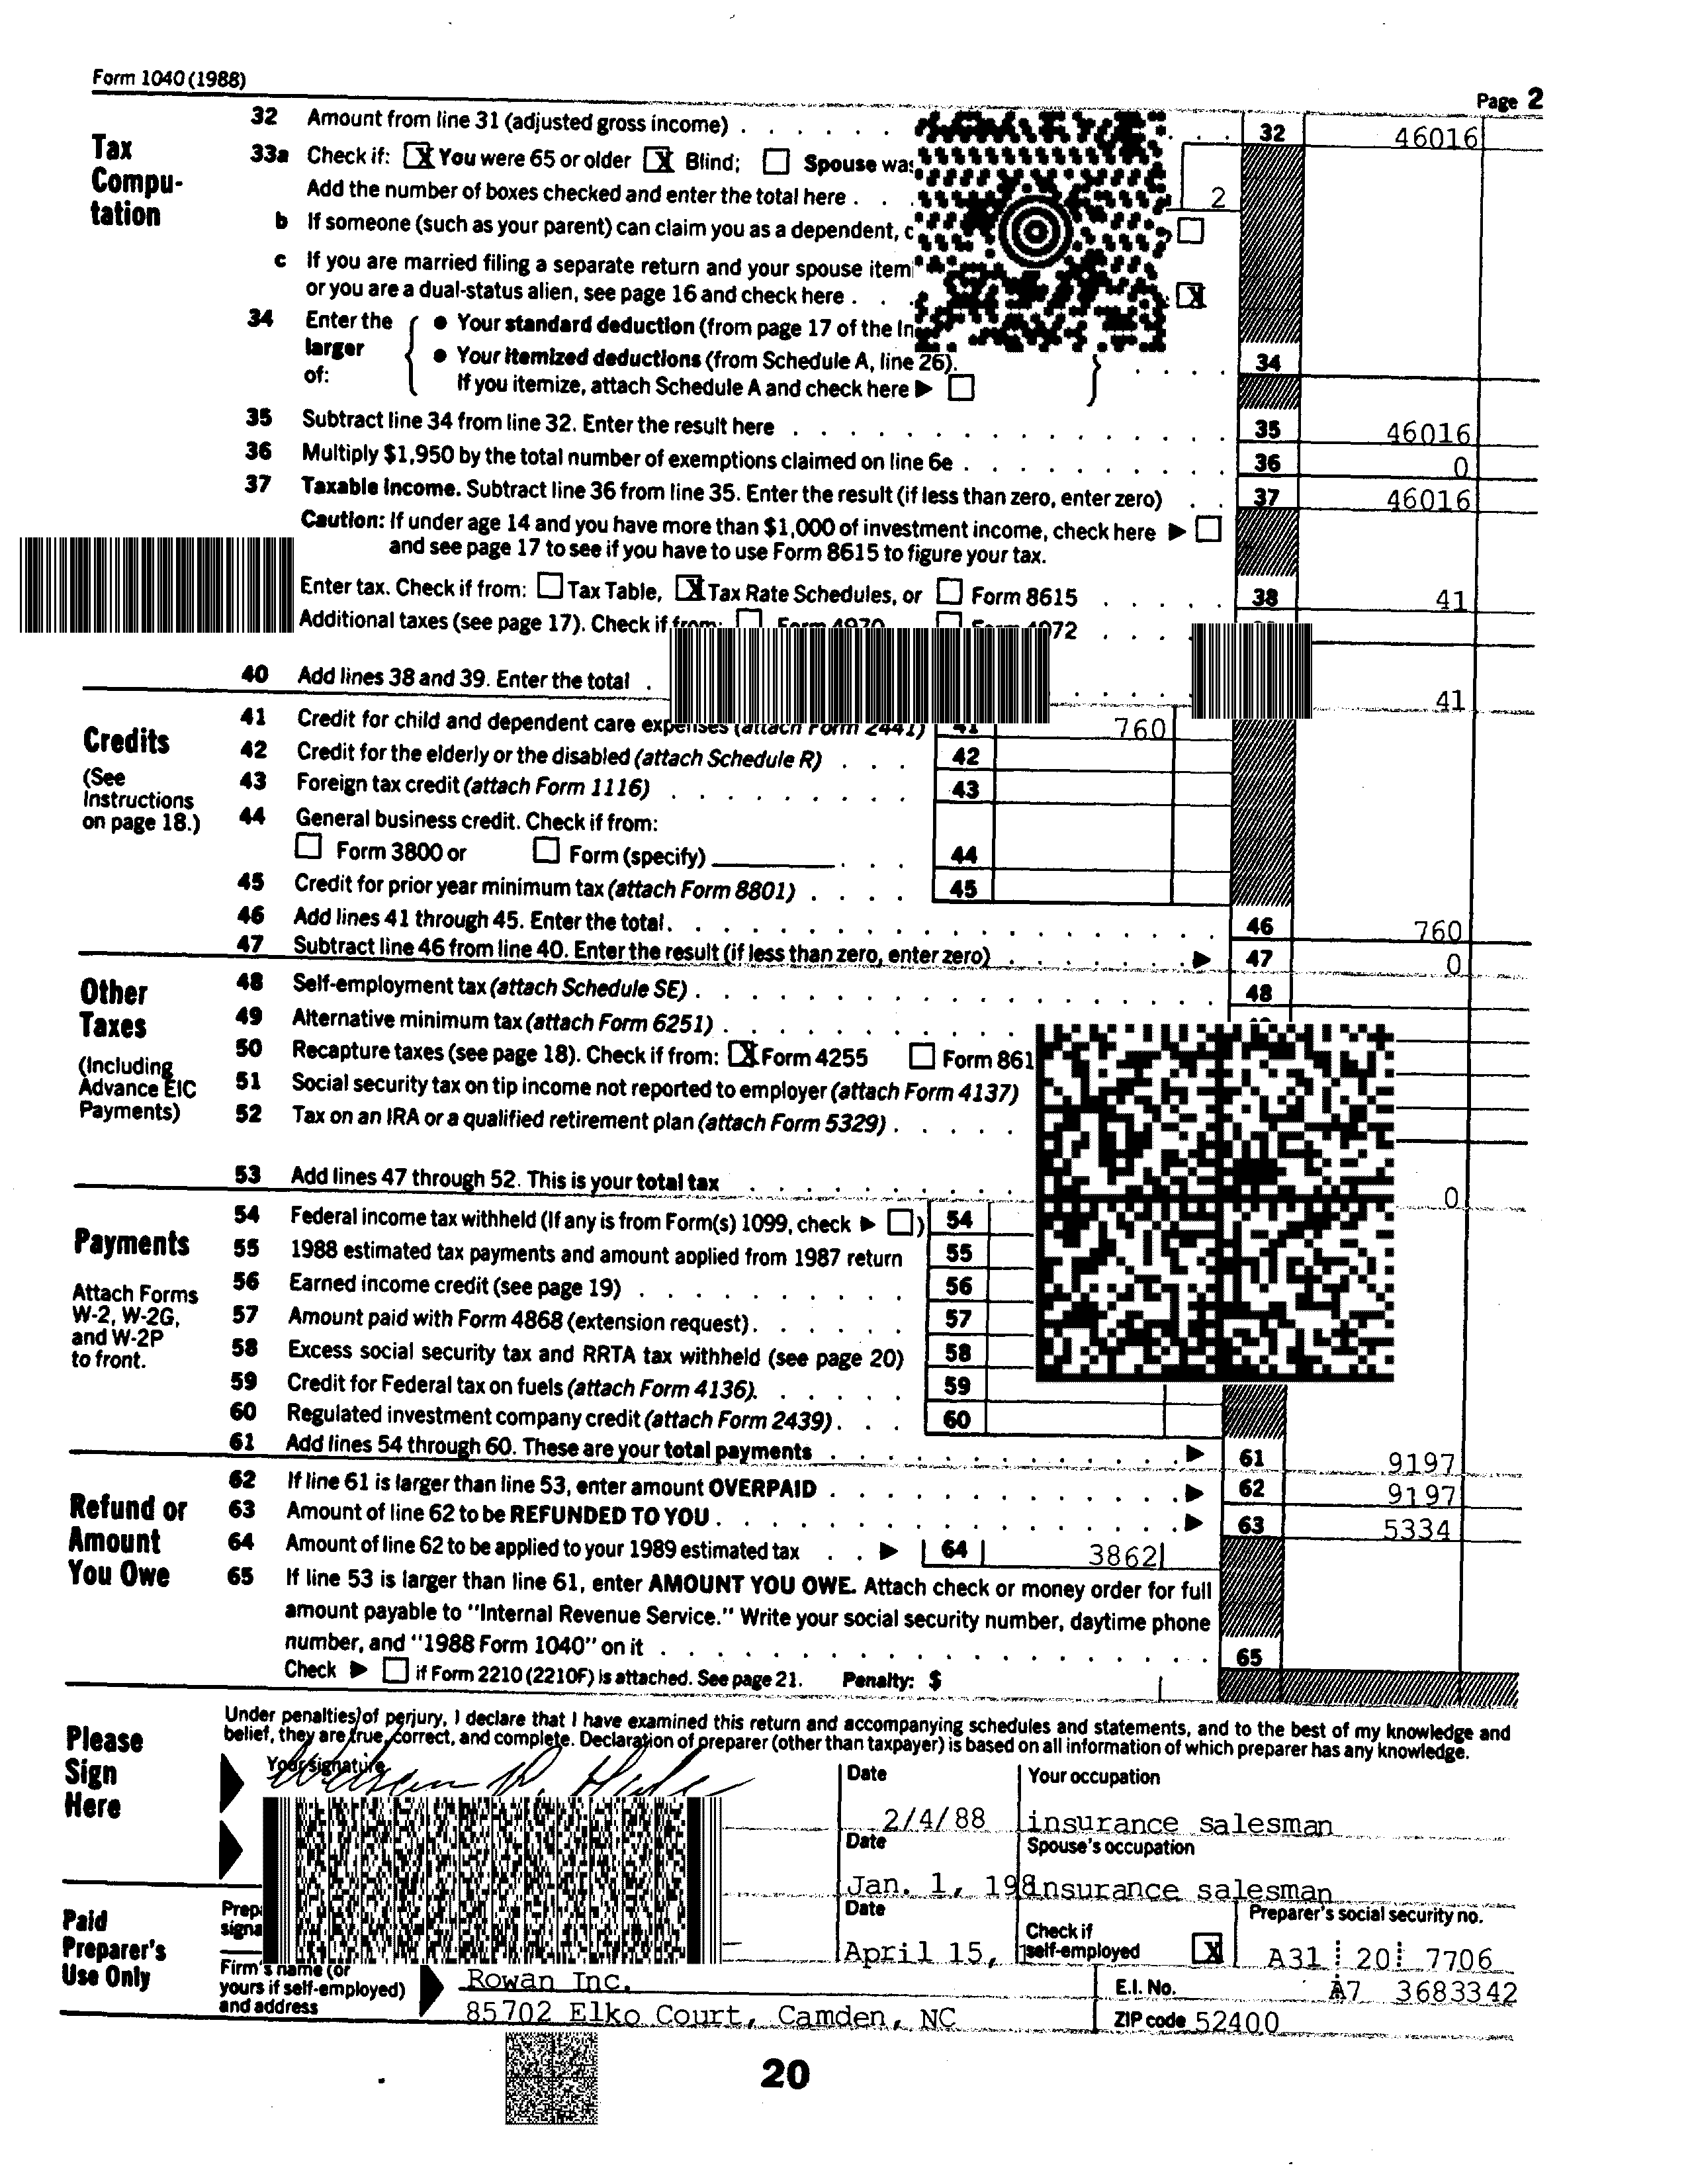 Form 1040 (1988)
Page 2
Tax Compu-
tation
32 Amount from line 31 (adjusted gross income) . . . . . . 32 46016
33a Check if: X You were 65 or older X Blind; Spouse was
Add the number of boxes checked and enter the total here . . . 2
b If someone (such as your parent) can claim you as a dependent,
c If you are married filing a separate return and your spouse
or you are a dual-status alien, see page 16 and check here . . . X
34 Enter the larger of:
● Your standard deduction (from page 17 of the
● Your itemized deductions (from Schedule A, line 26).
If you itemize, attach Schedule A and check here ▶
34
35 Subtract line 34 from line 32. Enter the result here 35 46016
36 Multiply $1,950 by the total number of exemptions claimed on line 6e 36 0
37 Taxable income. Subtract line 36 from line 35. Enter the result (if less than zero, enter zero) 37 46016
Caution: If under age 14 and you have more than $1,000 of investment income, check here ▶
and see page 17 to see if you have to use Form 8615 to figure your tax.
Enter tax. Check if from: Tax Table, X Tax Rate Schedules, or Form 8615 38 41
Additional taxes (see page 17). Check if from: Form 4970 Form 4972
40 Add lines 38 and 39. Enter the total . 41
Credits
(See Instructions on page 18.)
41 Credit for child and dependent care expenses (attach Form 2441) 41 760
42 Credit for the elderly or the disabled (attach Schedule R) 42
43 Foreign tax credit (attach Form 1116) 43
44 General business credit. Check if from:
Form 3800 or Form (specify) 44
45 Credit for prior year minimum tax (attach Form 8801) 45
46 Add lines 41 through 45. Enter the total 46 760
47 Subtract line 46 from line 40. Enter the result (if less than zero, enter zero) ▶ 47 0
Other Taxes
(Including Advance EIC Payments)
48 Self-employment tax (attach Schedule SE) 48
49 Alternative minimum tax (attach Form 6251)
50 Recapture taxes (see page 18). Check if from: X Form 4255 Form 861
51 Social security tax on tip income not reported to employer (attach Form 4137)
52 Tax on an IRA or a qualified retirement plan (attach Form 5329)
53 Add lines 47 through 52. This is your total tax 0
Payments
Attach Forms W-2, W-2G, and W-2P to front.
54 Federal income tax withheld (If any is from Form(s) 1099, check ▶ ) 54
55 1988 estimated tax payments and amount applied from 1987 return 55
56 Earned income credit (see page 19) 56
57 Amount paid with Form 4868 (extension request) 57
58 Excess social security tax and RRTA tax withheld (see page 20) 58
59 Credit for Federal tax on fuels (attach Form 4136) 59
60 Regulated investment company credit (attach Form 2439) 60
61 Add lines 54 through 60. These are your total payments ▶ 61 9197
Refund or Amount You Owe
62 If line 61 is larger than line 53, enter amount OVERPAID ▶ 62 9197
63 Amount of line 62 to be REFUNDED TO YOU ▶ 63 5334
64 Amount of line 62 to be applied to your 1989 estimated tax ▶ 64 3862
65 If line 53 is larger than line 61, enter AMOUNT YOU OWE. Attach check or money order for full
amount payable to "Internal Revenue Service." Write your social security number, daytime phone
number, and "1988 Form 1040" on it 65
Check ▶ if Form 2210 (2210F) is attached. See page 21. Penalty: $
Please Sign Here
Under penalties of perjury, I declare that I have examined this return and accompanying schedules and statements, and to the best of my knowledge and
belief, they are true, correct, and complete. Declaration of preparer (other than taxpayer) is based on all information of which preparer has any knowledge.
Your signature Date Your occupation
2/4/88 insurance salesman
Date Spouse's occupation
Jan. 1, 198 insurance salesman
Paid Preparer's Use Only
Date Check if self-employed X Preparer's social security no.
April 15, A31 20 7706
Firm's name (or yours if self-employed) and address
Rowan Inc. E.I. No. A7 3683342
85702 Elko Court, Camden, NC ZIP code 52400
20